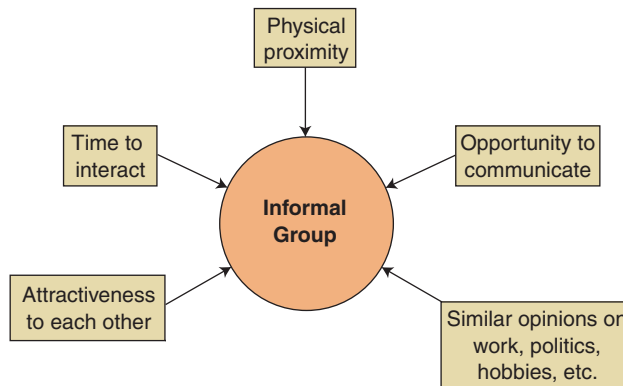 Physical
proximity
Time to
interact
Opportunity to
communicate
Informal
Group
Attractiveness
to each other
Similar opinions on
work, politics,
hobbies, etc.